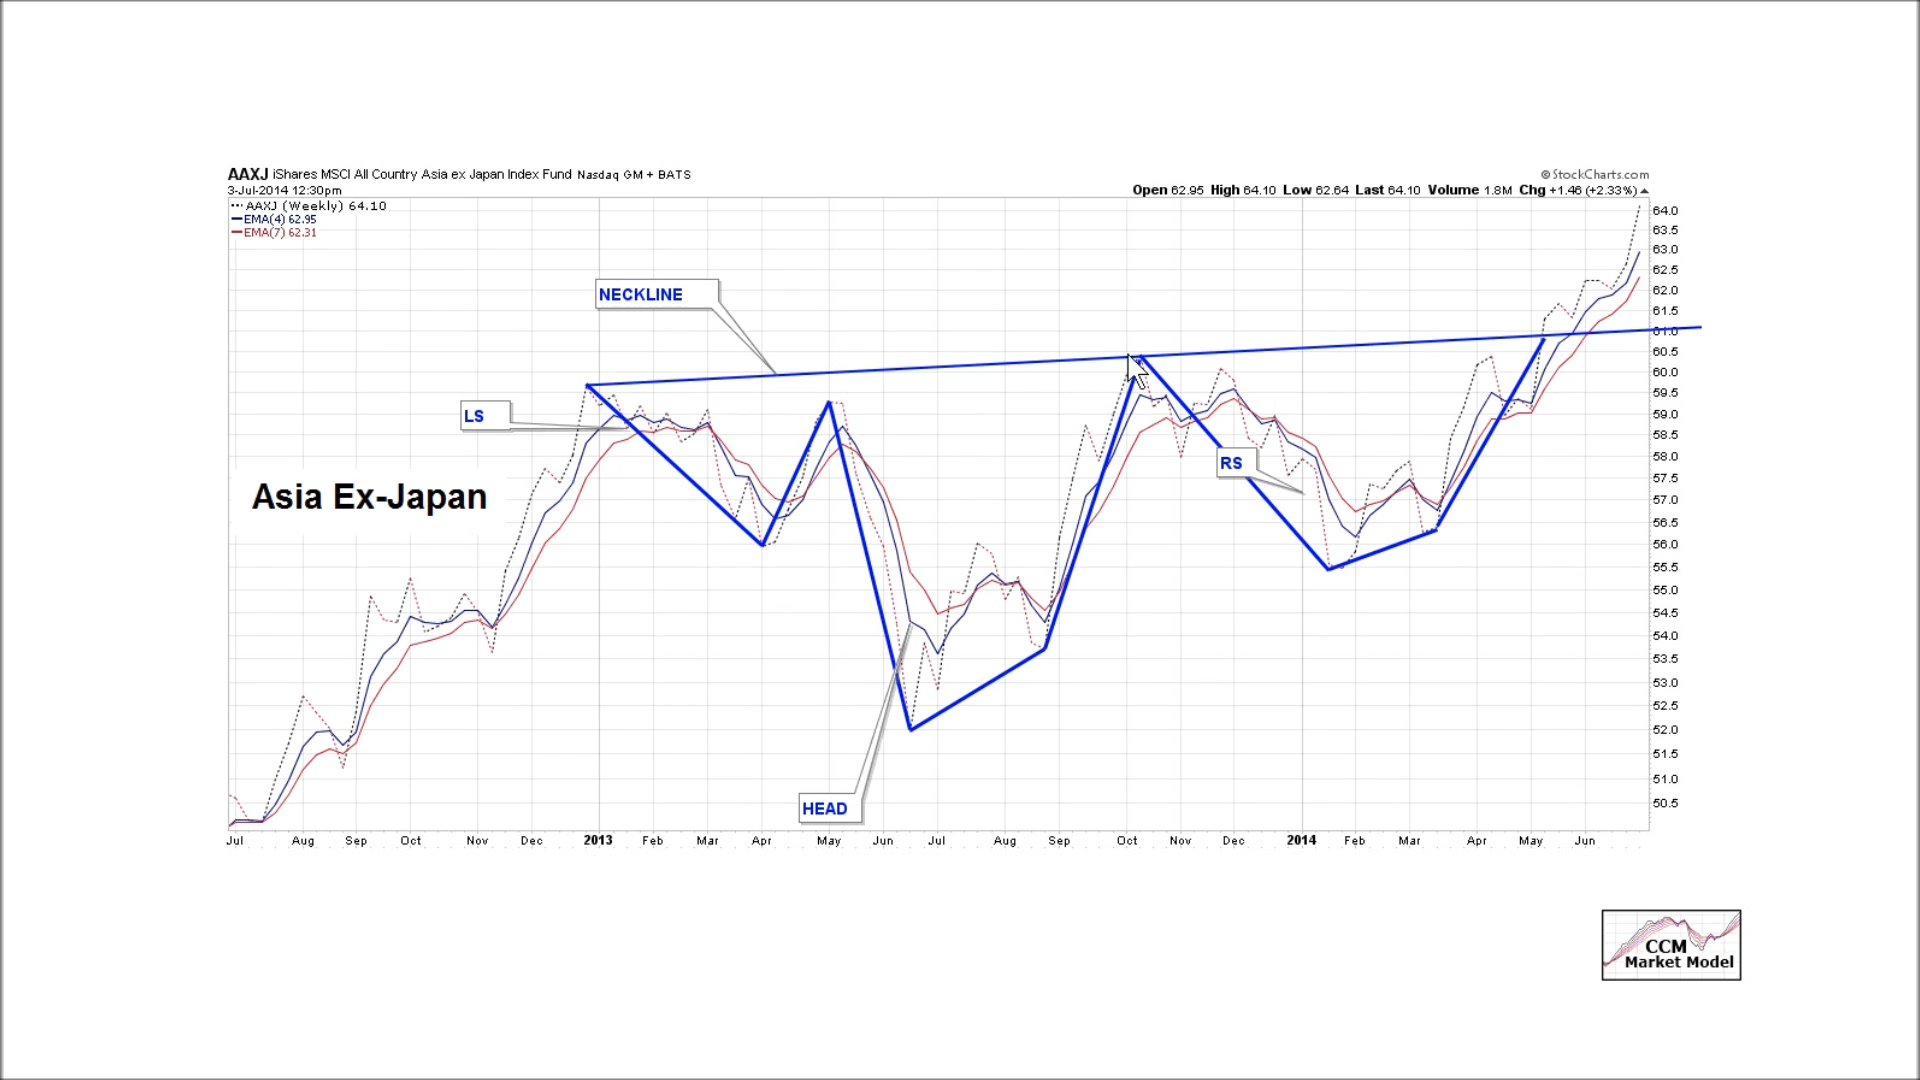 AAXJ iShares MSCI All Country Asia ex Japan Index Fund Nasdaq GM + BATS
© StockCharts.com
3-Jul-2014 12:30pm
Open 62.95 High 64.10 Low 62.64 Last 64.10 Volume 1.8M Chg +1.46 (+2.33%)
AAXJ (Weekly) 64.10
EMA(4) 62.95
EMA(7) 62.31
NECKLINE
LS
RS
Asia Ex-Japan
HEAD
64.0
63.5
63.0
62.5
62.0
61.5
61.0
60.5
60.0
59.5
59.0
58.5
58.0
57.5
57.0
56.5
56.0
55.5
55.0
54.5
54.0
53.5
53.0
52.5
52.0
51.5
51.0
50.5
Jul Aug Sep Oct Nov Dec 2013 Feb Mar Apr May Jun Jul Aug Sep Oct Nov Dec 2014 Feb Mar Apr May Jun
CCM
Market Model